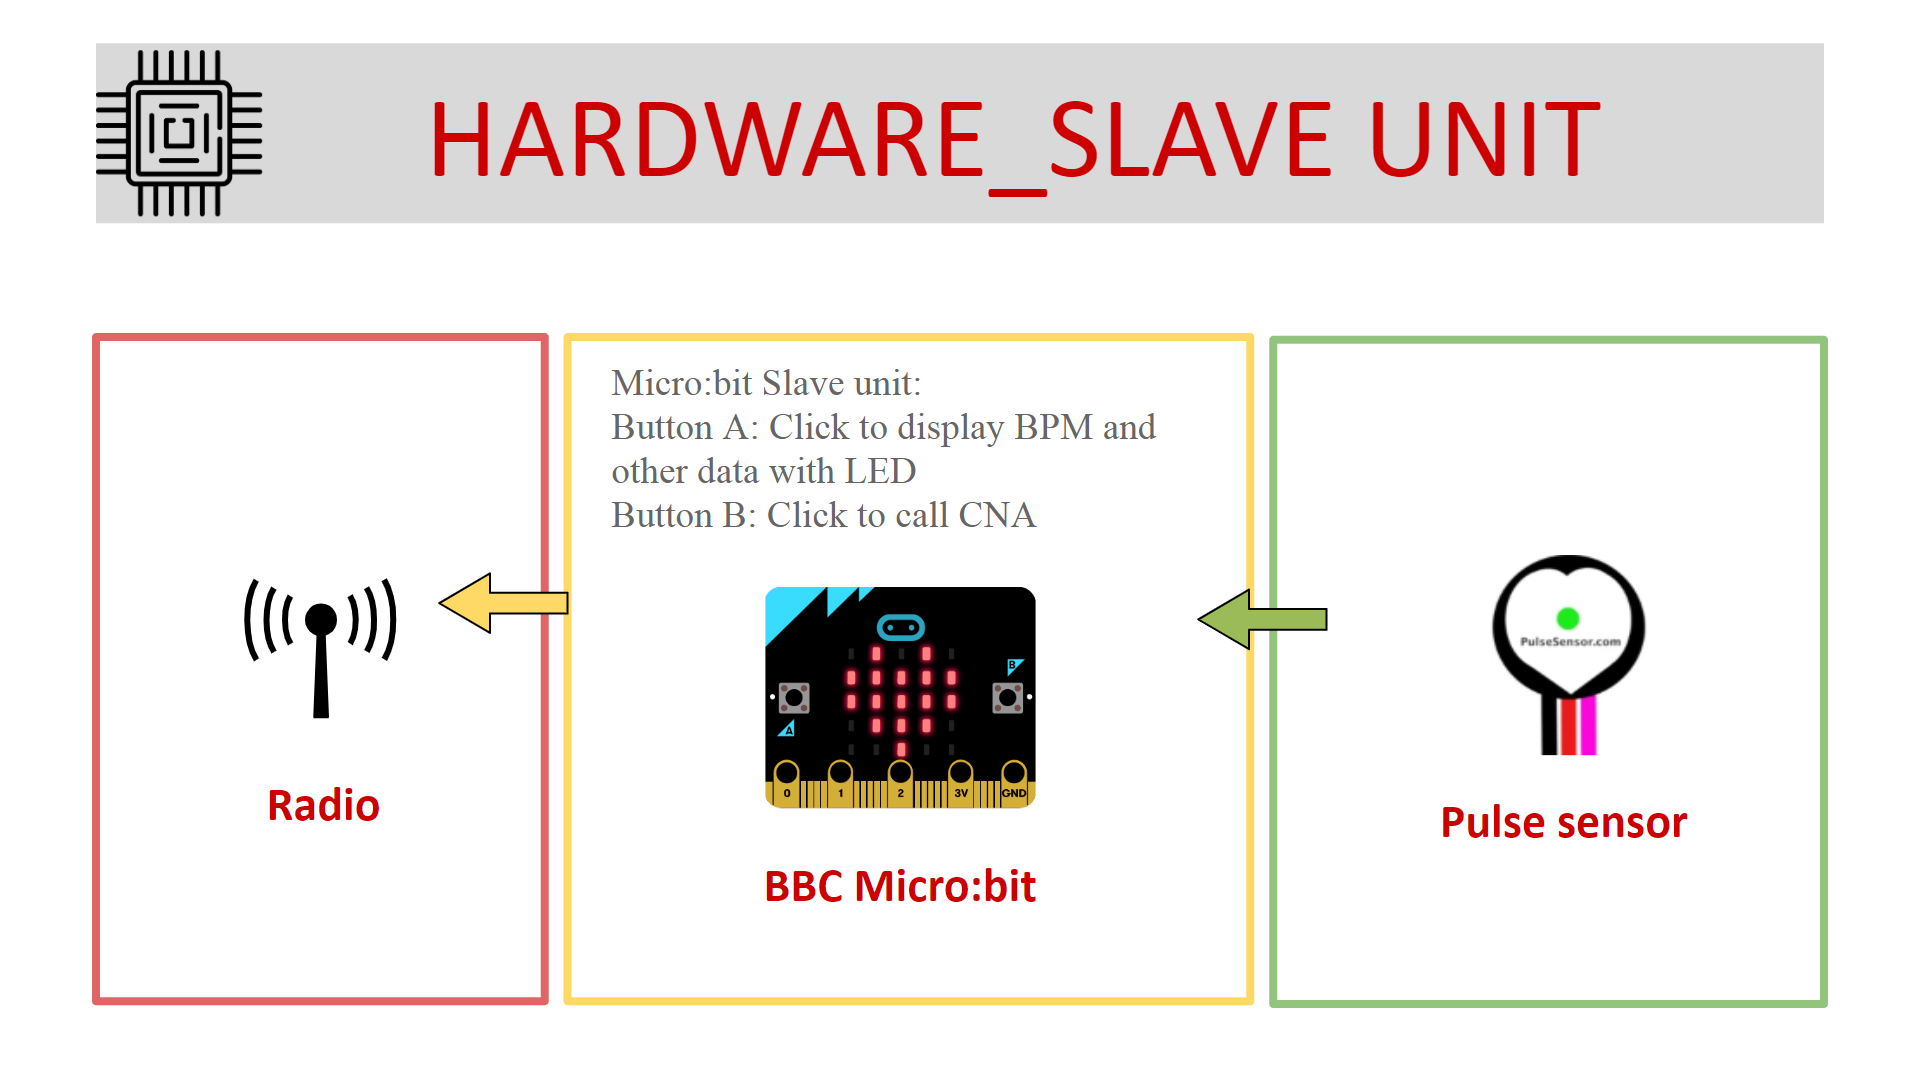 HARDWARE_SLAVE UNIT
Micro:bit Slave unit:
Button A: Click to display BPM and
other data with LED
Button B: Click to call CNA
Radio
B
A
0 1 2 3V GND
BBC Micro:bit
PulseSensor.com
Pulse sensor